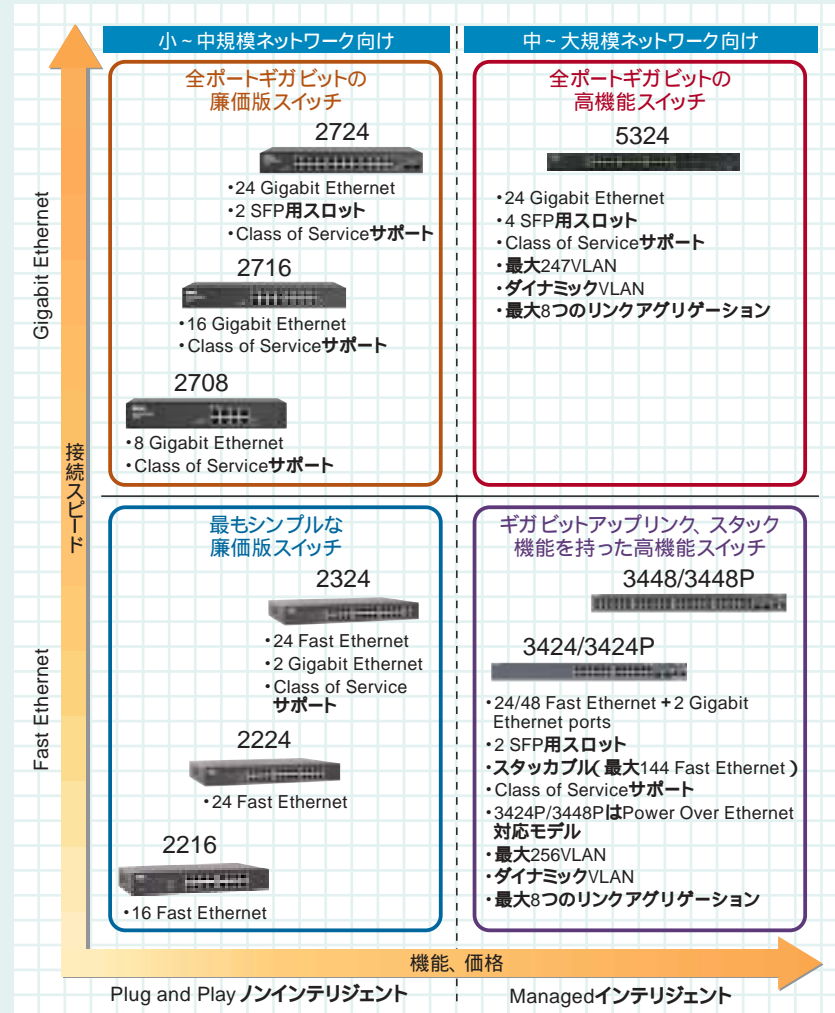 小~中規模ネットワーク向け
中~大規模ネットワーク向け
全ポートギガビットの
廉価版スイッチ
2724
・24 Gigabit Ethernet
・2 SFP用スロット
・Class of Serviceサポート
2716
・16 Gigabit Ethernet
・Class of Serviceサポート
2708
・8 Gigabit Ethernet
・Class of Serviceサポート
全ポートギガビットの
高機能スイッチ
5324
・24 Gigabit Ethernet
・4 SFP用スロット
・Class of Serviceサポート
・最大247VLAN
・ダイナミックVLAN
・最大8つのリンクアグリゲーション
Gigabit Ethernet
接続スピード
Fast Ethernet
最もシンプルな
廉価版スイッチ
2324
・24 Fast Ethernet
・2 Gigabit Ethernet
・Class of Service
サポート
2224
・24 Fast Ethernet
2216
・16 Fast Ethernet
ギガビットアップリンク、スタック
機能を持った高機能スイッチ
3448/3448P
3424/3424P
・24/48 Fast Ethernet + 2 Gigabit
Ethernet ports
・2 SFP用スロット
・スタッカブル(最大144 Fast Ethernet)
・Class of Serviceサポート
・3424P/3448PはPower Over Ethernet
対応モデル
・最大256VLAN
・ダイナミックVLAN
・最大8つのリンクアグリゲーション
機能、価格
Plug and Play ノンインテリジェント
Managedインテリジェント